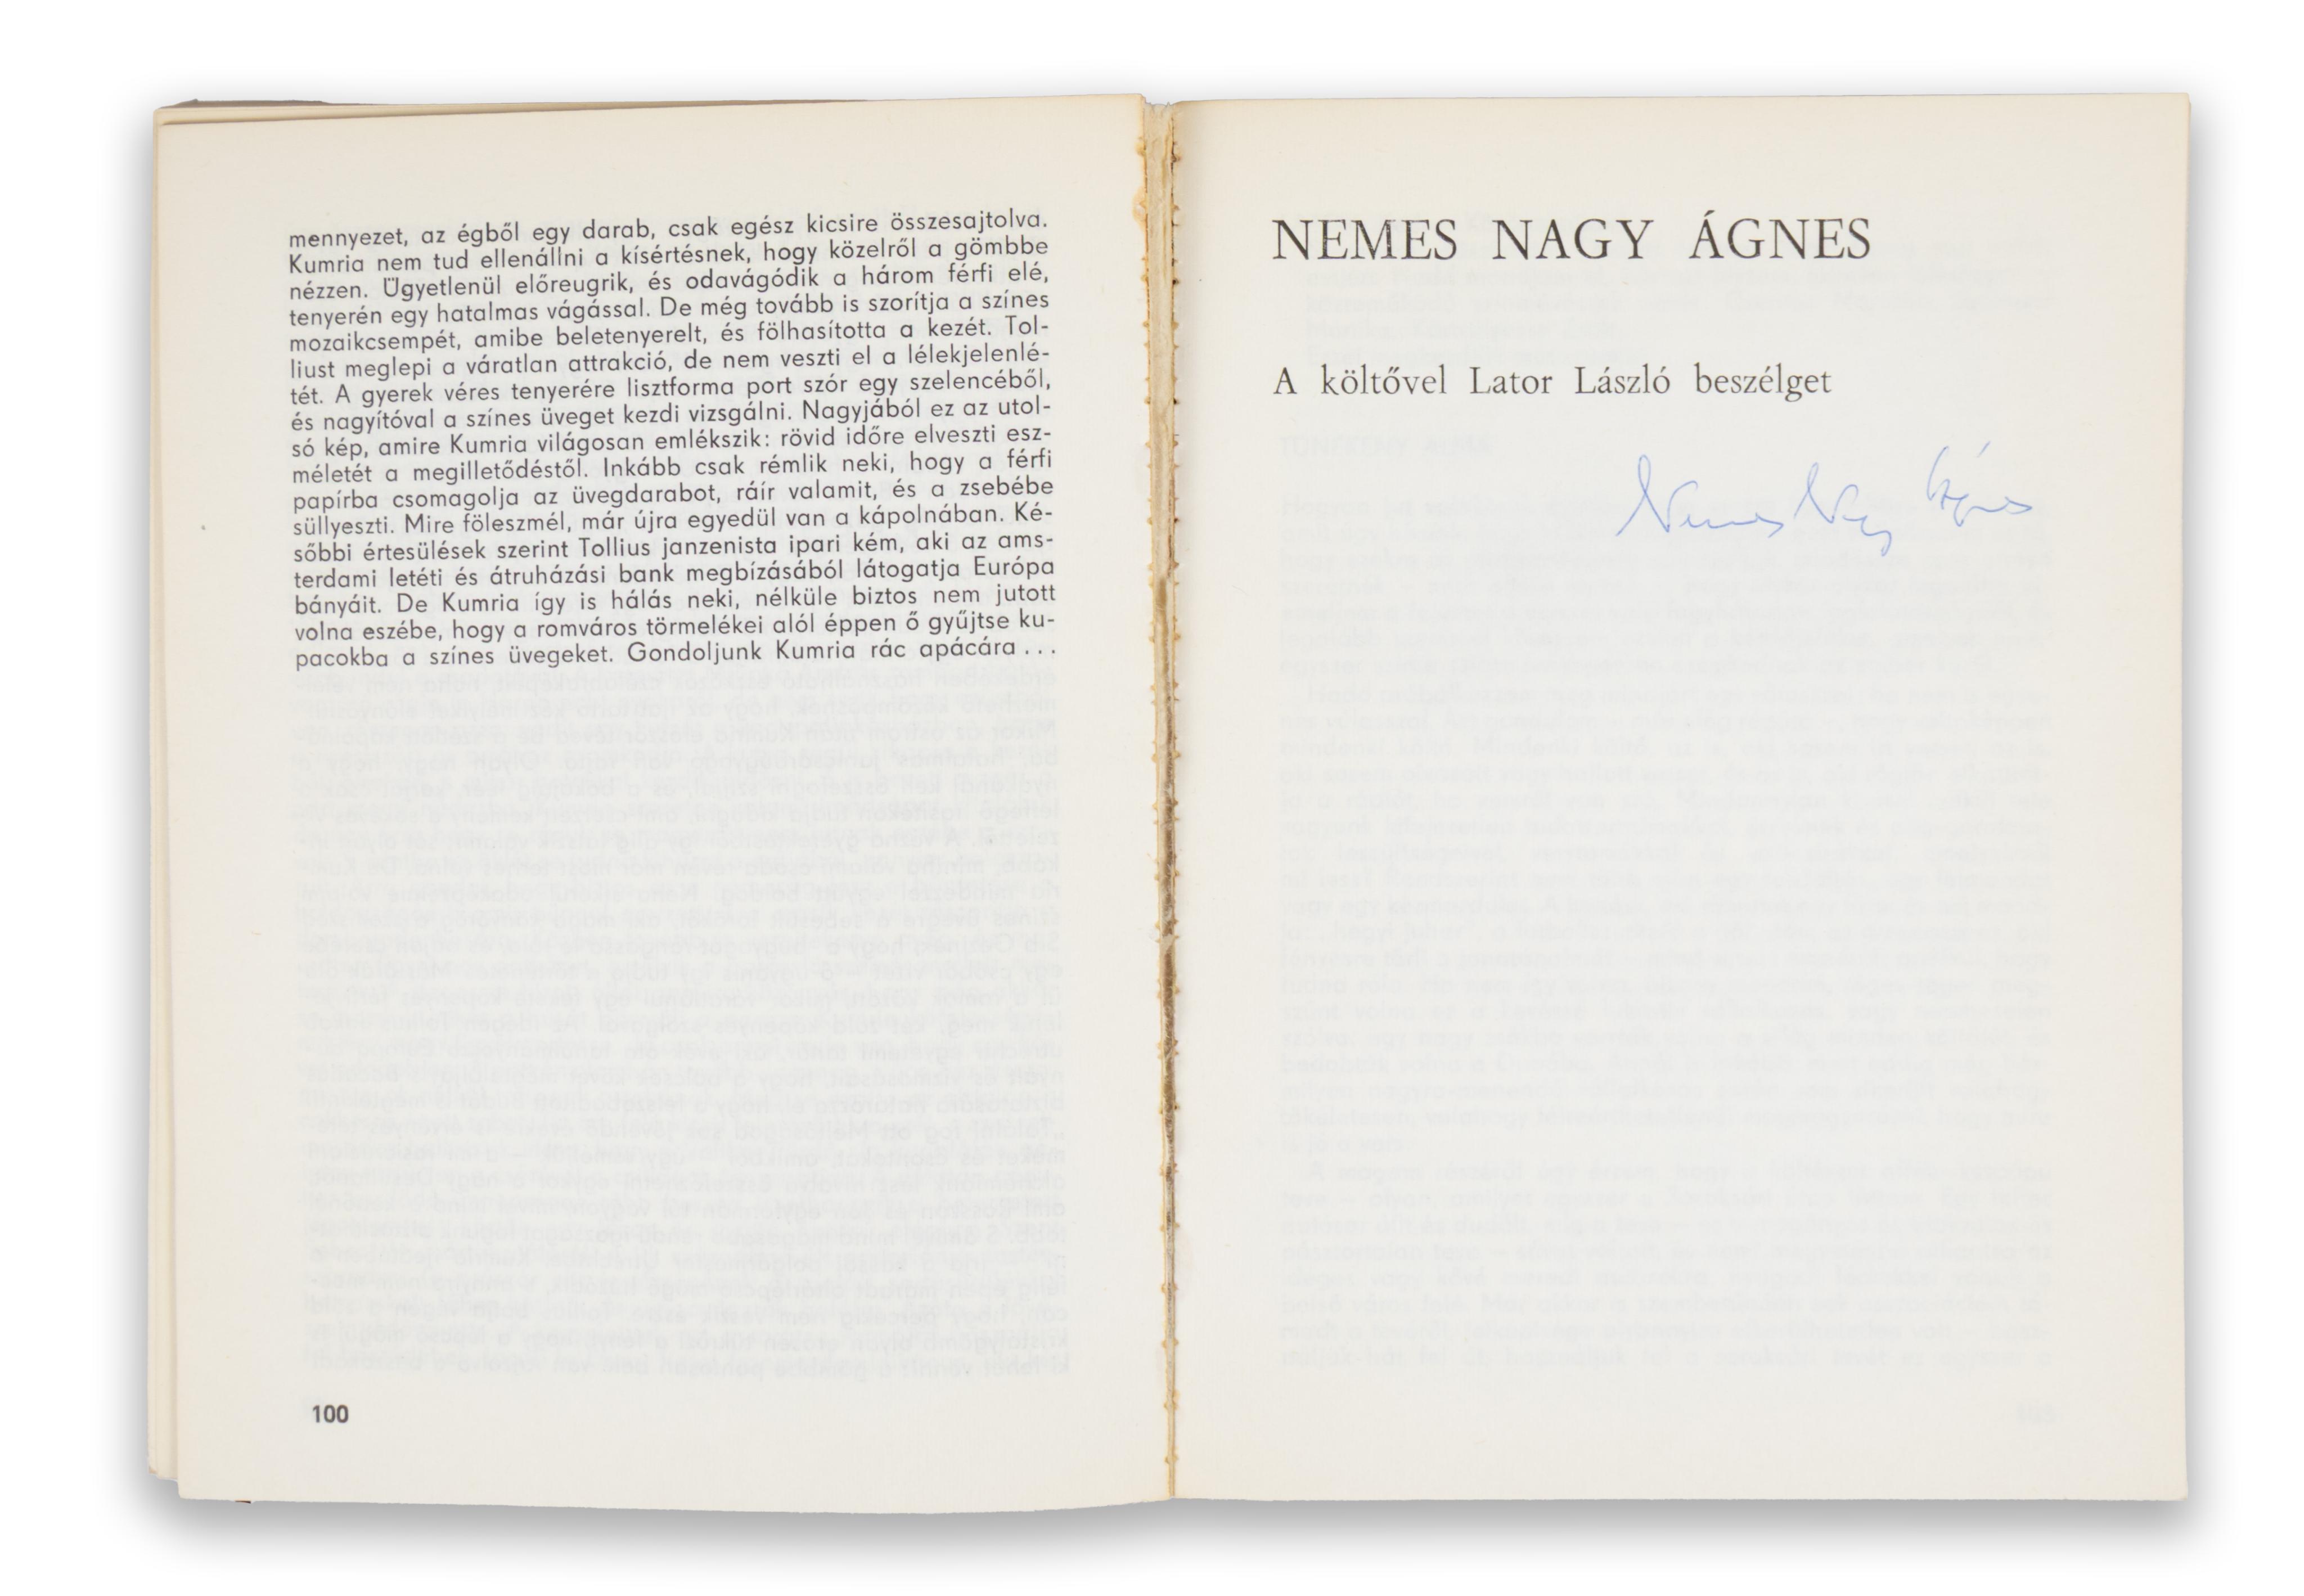 mennyezet, az égből egy darab, csak egész kicsire összesajtolva.
Kumria nem tud ellenállni a kísértésnek, hogy közelről a gömbbe
nézzen. Ügyetlenül előreugrik, és odavágódik a három férfi elé,
tenyerén egy hatalmas vágással. De még tovább is szorítja a színes
mozaikcsempét, amibe beletenyerelt, és fölhasította a kezét. Tol-
liust meglepi a váratlan attrakció, de nem veszti el a lélekjelenlé-
tét. A gyerek véres tenyerére lisztforma port szór egy szelencéből,
és nagyítóval a színes üveget kezdi vizsgálni. Nagyjából ez az utol-
só kép, amire Kumria világosan emlékszik: rövid időre elveszti esz-
méletét a megilletődéstől. Inkább csak rémlik neki, hogy a férfi
papírba csomagolja az üvegdarabot, ráír valamit, és a zsebébe
süllyeszti. Mire föleszmél, már újra egyedül van a kápolnában. Ké-
sőbbi értesülések szerint Tollius janzenista ipari kém, aki az ams-
terdami letéti és átruházási bank megbízásából látogatja Európa
bányáit. De Kumria így is hálás neki, nélküle biztos nem jutott
volna eszébe, hogy a romváros törmelékei alól éppen ő gyűjtse ku-
pacokba a színes üvegeket. Gondoljunk Kumria rác apácára...
100
NEMES NAGY ÁGNES
A költővel Lator László beszélget
Nemes Nagy Ágnes